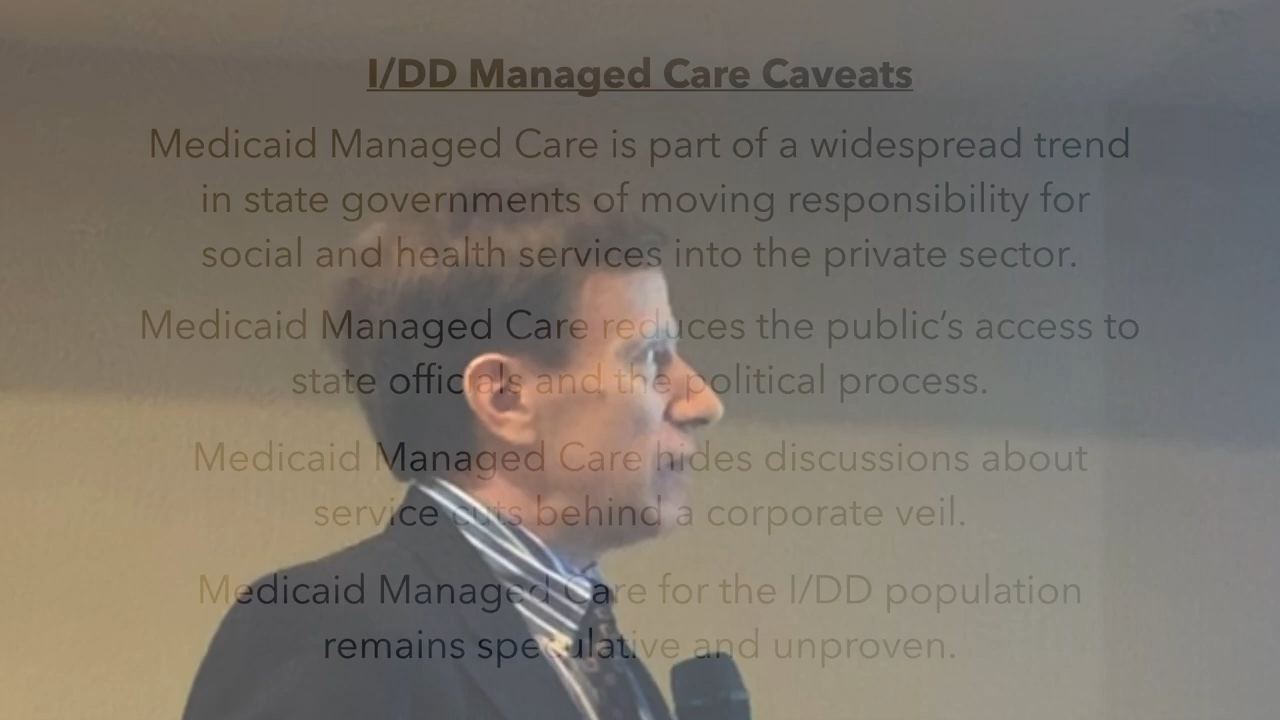 I/DD Managed Care Caveats
Medicaid Managed Care is part of a widespread trend
in state governments of moving responsibility for
social and health services into the private sector.
Medicaid Managed Care reduces the public’s access to
state officials and the political process.
Medicaid Managed Care hides discussions about
service cuts behind a corporate veil.
Medicaid Managed Care for the I/DD population
remains speculative and unproven.